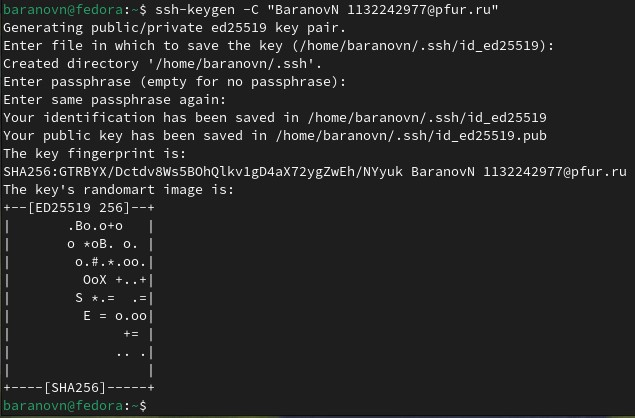 baranovn@fedora:~$ ssh-keygen -C "BaranovN 1132242977@pfur.ru"
Generating public/private ed25519 key pair.
Enter file in which to save the key (/home/baranovn/.ssh/id_ed25519):
Created directory '/home/baranovn/.ssh'.
Enter passphrase (empty for no passphrase):
Enter same passphrase again:
Your identification has been saved in /home/baranovn/.ssh/id_ed25519
Your public key has been saved in /home/baranovn/.ssh/id_ed25519.pub
The key fingerprint is:
SHA256:GTRBYX/Dctdv8Ws5BOhQlkv1gD4aX72ygZwEh/NYyuk BaranovN 1132242977@pfur.ru
The key's randomart image is:
+--[ED25519 256]--+
|       .Bo.o+o   |
|       o *oB. o. |
|        o.#.*.oo.|
|         OoX +..+|
|        S *.=  .=|
|         E = o.oo|
|              += |
|             .. .|
|                 |
+----[SHA256]-----+
baranovn@fedora:~$